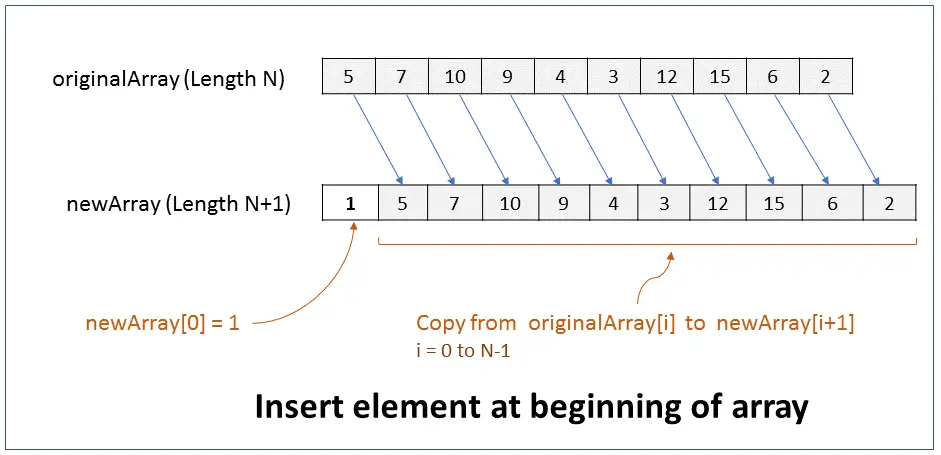 originalArray (Length N) 5 7 10 9 4 3 12 15 6 2
newArray (Length N+1) 1 5 7 10 9 4 3 12 15 6 2
newArray[0] = 1
Copy from originalArray[i] to newArray[i+1]
i = 0 to N-1
Insert element at beginning of array